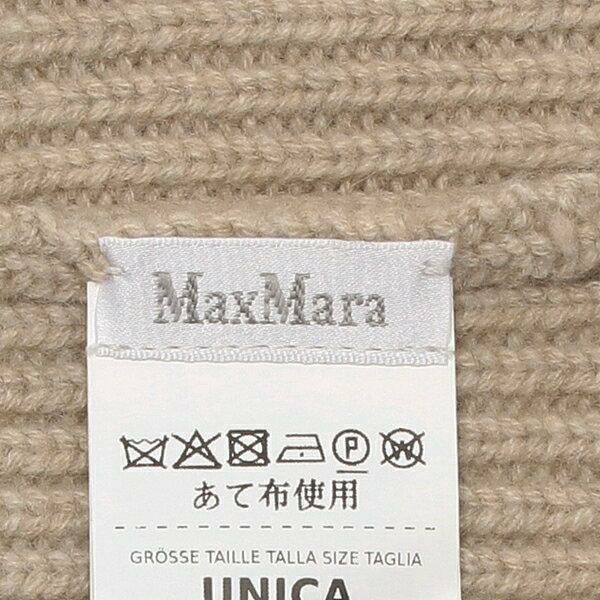 MaxMara
P W
あて布使用
GRÖSSE TAILLE TALLA SIZE TAGLIA
UNICA